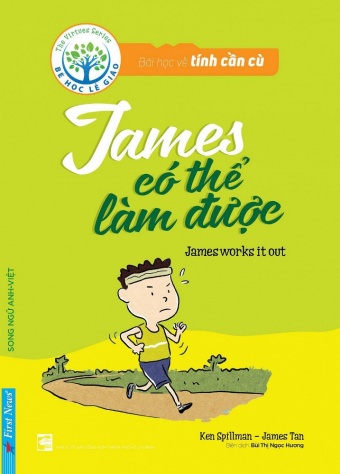 The Virtues Series
BÉ HỌC LỄ GIÁO
Bài học về tính cần cù
James
có thể
làm được
James works it out
SONG NGỮ ANH-VIỆT
First News
Ken Spillman – James Tan
Biên dịch: Bùi Thị Ngọc Hương